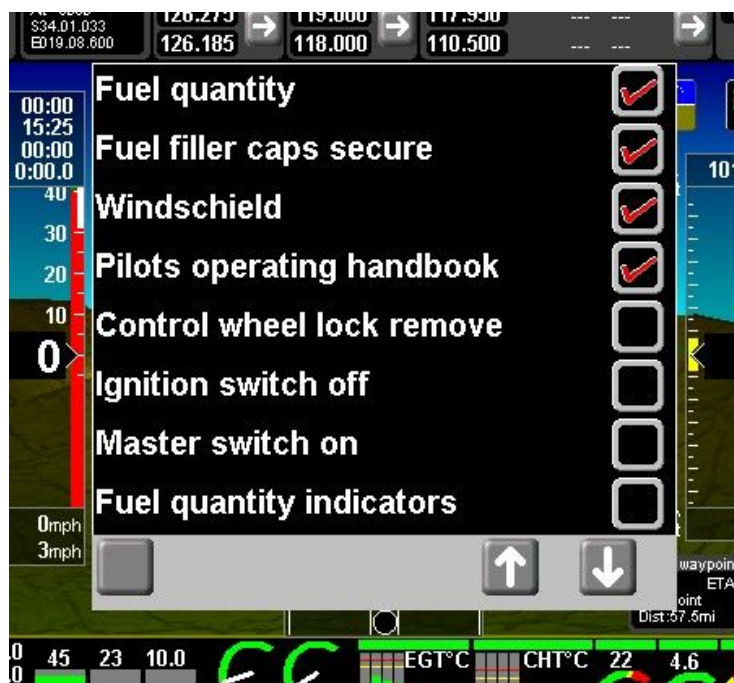 S34.01.033
E019.08.600
128.275 119.000 117.950 --- ---
126.185 118.000 110.500 --- ---
00:00
15:25
00:00
0:00.0
Fuel quantity
Fuel filler caps secure
Windschield
Pilots operating handbook
Control wheel lock remove
Ignition switch off
Master switch on
Fuel quantity indicators
40
30
20
10
0
0mph
3mph
ETA
Dist:57.5mi
45 23 10.0 EGT°C CHT°C 22 4.6